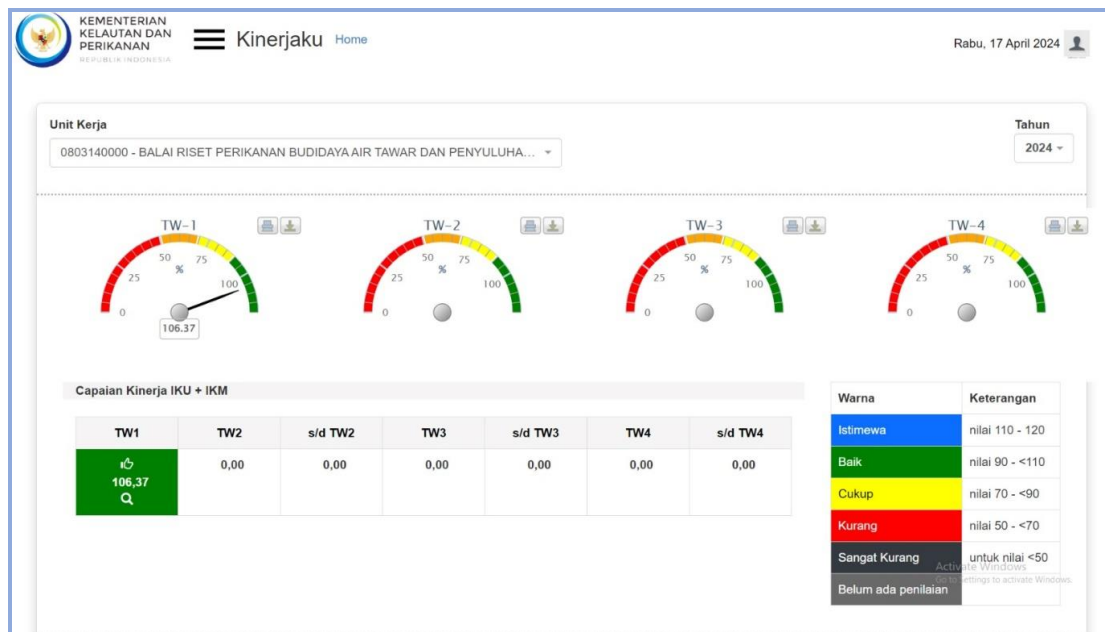 KEMENTERIAN
KELAUTAN DAN
PERIKANAN
REPUBLIK INDONESIA
Kinerjaku Home
Rabu, 17 April 2024
Unit Kerja
Tahun
0803140000 - BALAI RISET PERIKANAN BUDIDAYA AIR TAWAR DAN PENYULUHA...
2024
TW-1
0 25 50 75 100
%
106.37
TW-2
0 25 50 75 100
%
TW-3
0 25 50 75 100
%
TW-4
0 25 50 75 100
%
Capaian Kinerja IKU + IKM
TW1 TW2 s/d TW2 TW3 s/d TW3 TW4 s/d TW4
106,37 0,00 0,00 0,00 0,00 0,00 0,00
Warna Keterangan
Istimewa nilai 110 - 120
Baik nilai 90 - <110
Cukup nilai 70 - <90
Kurang nilai 50 - <70
Sangat Kurang untuk nilai <50
Belum ada penilaian
Activate Windows
Go to Settings to activate Windows.